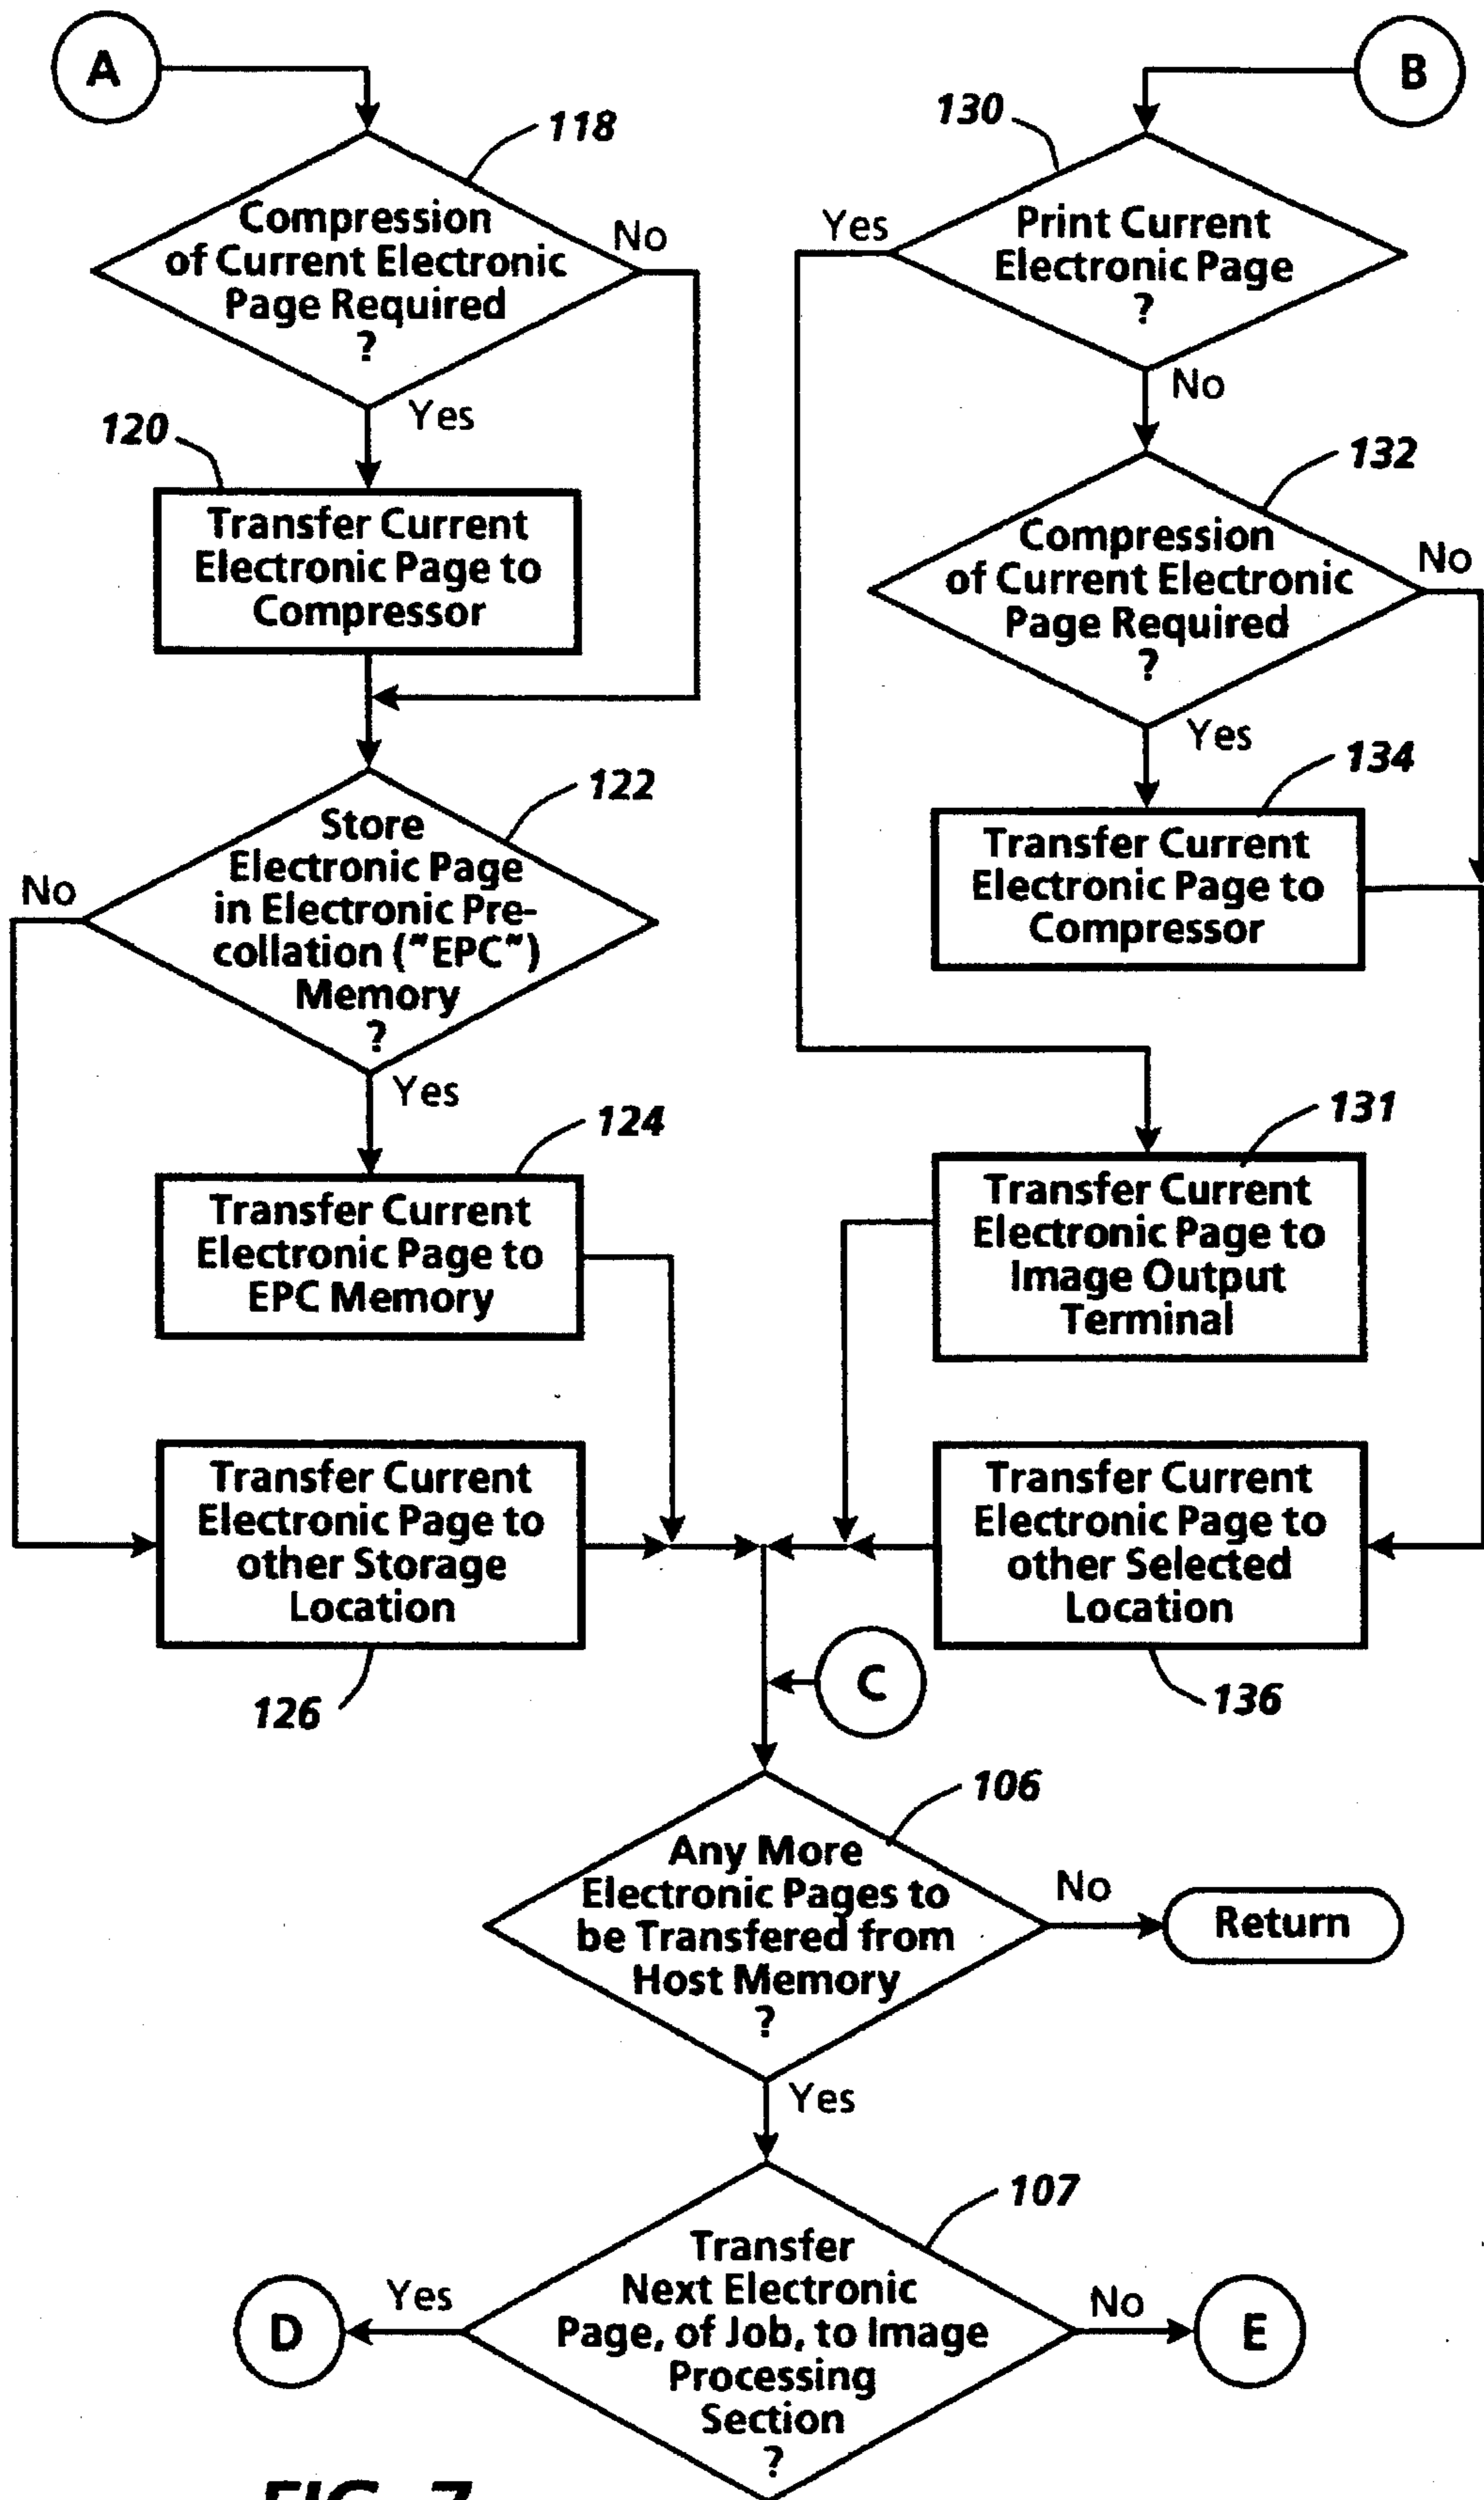 A
118
Compression
of Current Electronic
Page Required
?
No
Yes
120
Transfer Current
Electronic Page to
Compressor
122
Store
Electronic Page
in Electronic Pre-
collation ("EPC")
Memory
?
No
Yes
124
Transfer Current
Electronic Page to
EPC Memory
Transfer Current
Electronic Page to
other Storage
Location
126
B
130
Print Current
Electronic Page
?
Yes
No
132
Compression
of Current Electronic
Page Required
?
No
Yes
134
Transfer Current
Electronic Page to
Compressor
131
Transfer Current
Electronic Page to
Image Output
Terminal
Transfer Current
Electronic Page to
other Selected
Location
136
C
106
Any More
Electronic Pages to
be Transfered from
Host Memory
?
No
Return
Yes
107
Transfer
Next Electronic
Page, of Job, to Image
Processing
Section
?
Yes
D
No
E